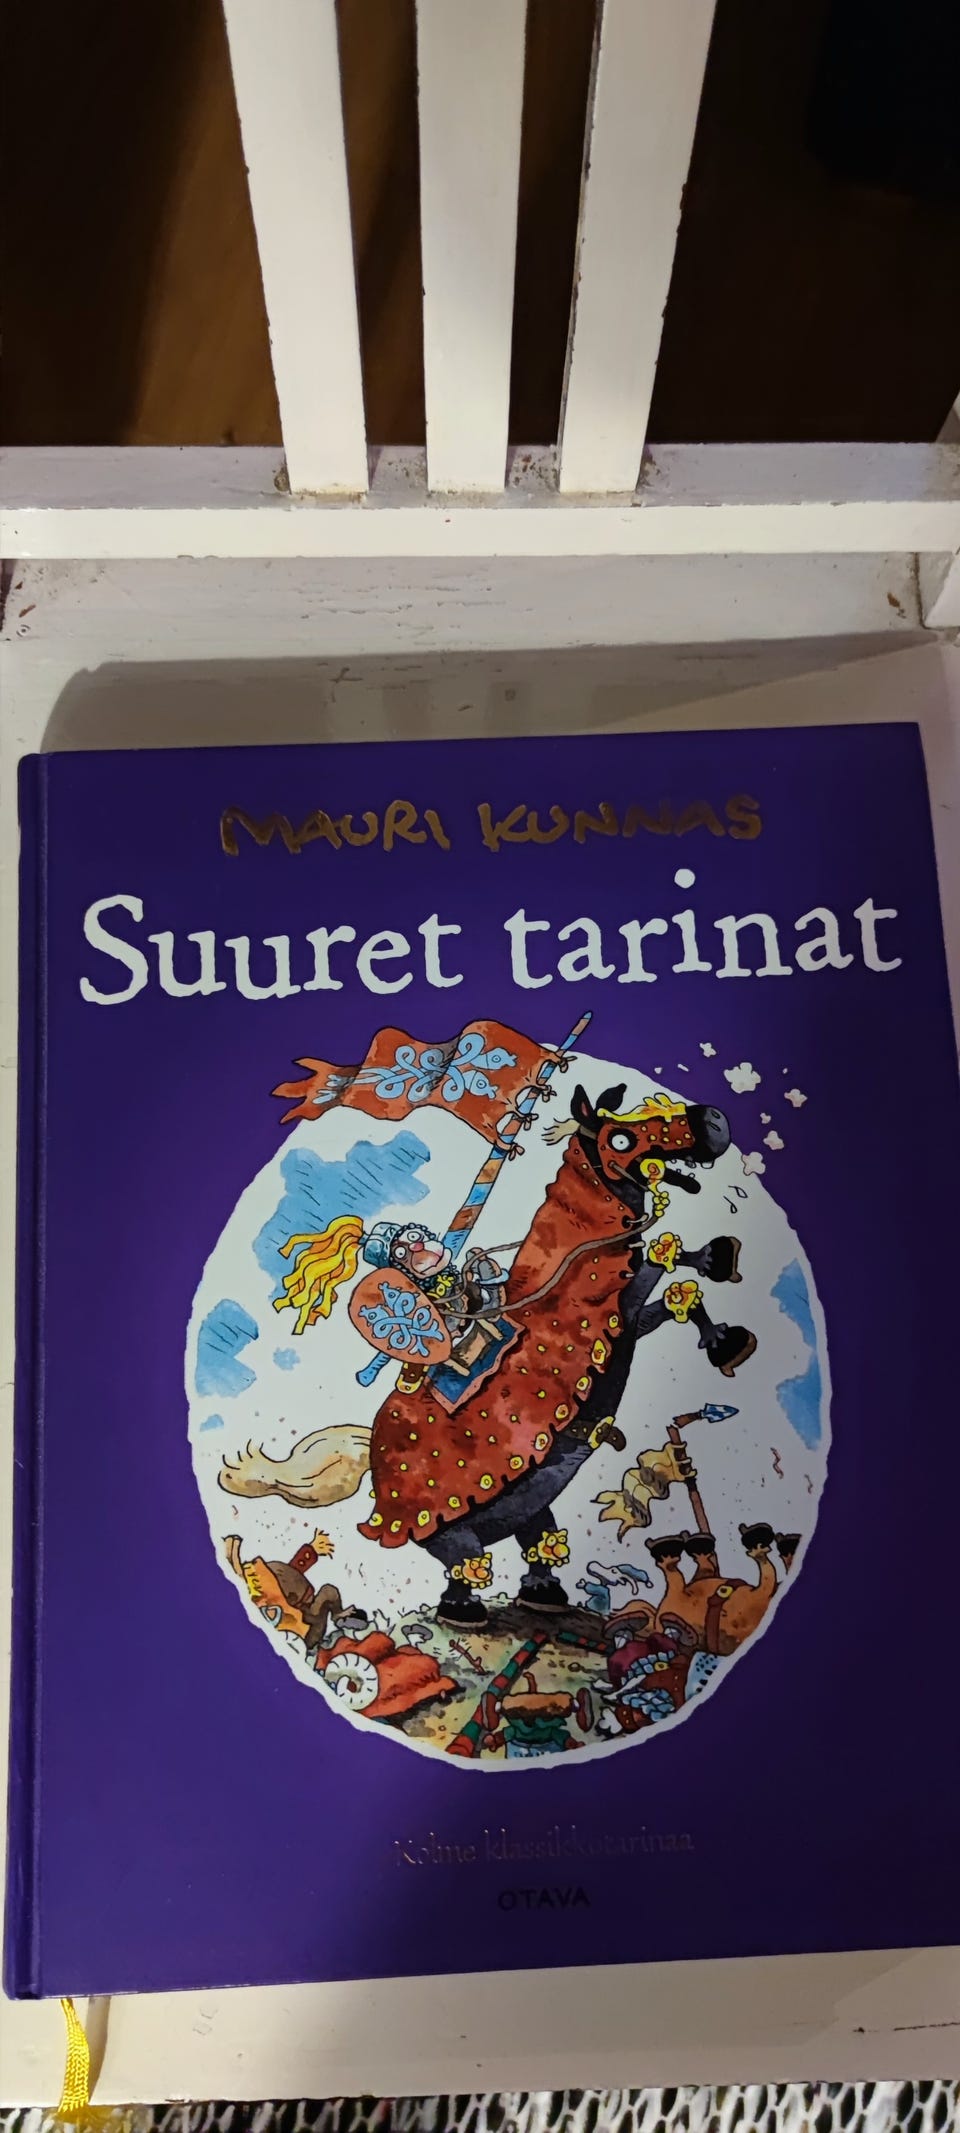 MAURI KUNNAS
Suuret tarinat
Kolme klassikkotarinaa
OTAVA